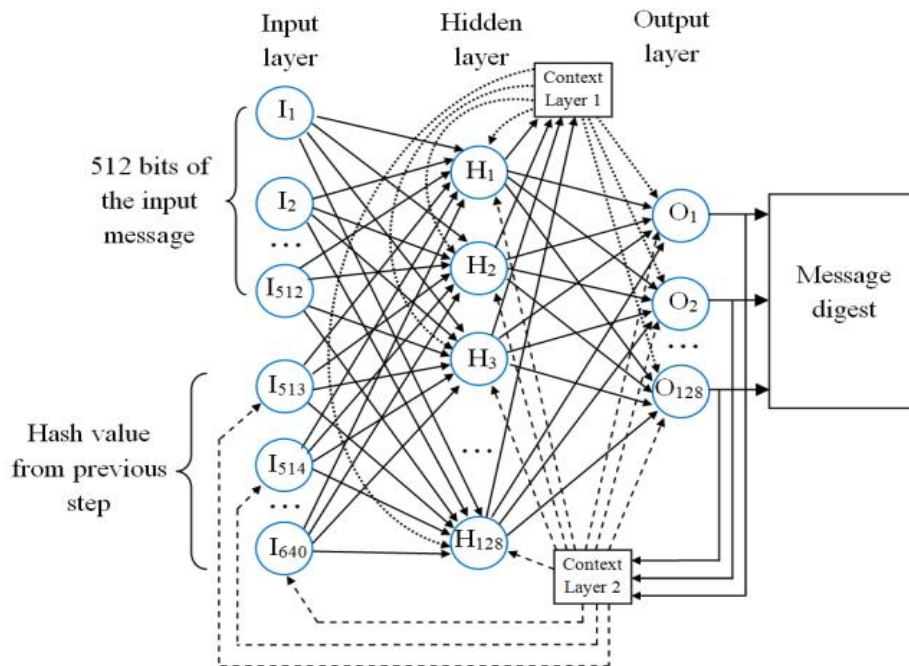 Input
layer
Hidden
layer
Output
layer
Context
Layer 1
I1
I2
...
I512
512 bits of
the input
message
I513
I514
...
I640
Hash value
from previous
step
H1
H2
H3
...
H128
O1
O2
...
O128
Message
digest
Context
Layer 2